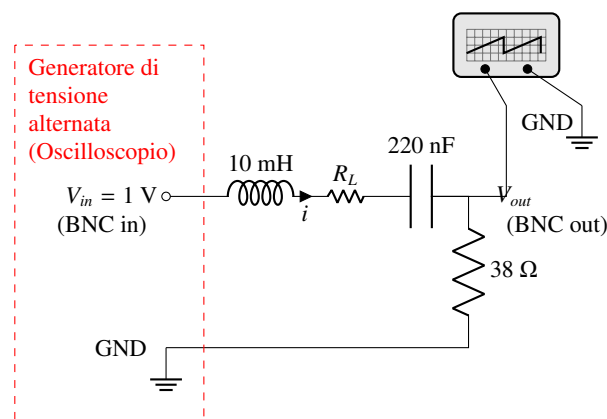 Generatore di
tensione
alternata
(Oscilloscopio)
GND
10 mH
R_L
220 nF
V_in = 1 V
(BNC in)
i
V_out
(BNC out)
38 Ω
GND